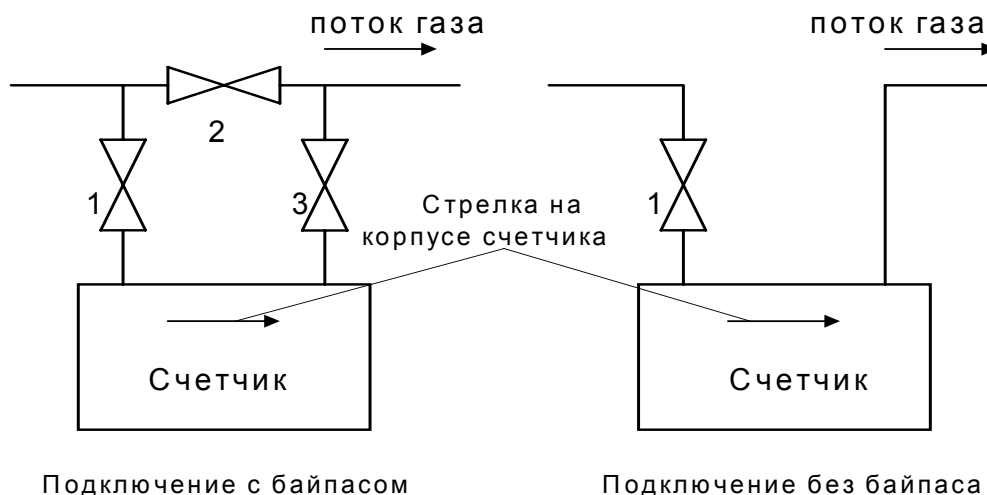 поток газа
поток газа
2
1
3
1
Стрелка на
корпусе счетчика
Счетчик
Счетчик
Подключение с байпасом
Подключение без байпаса